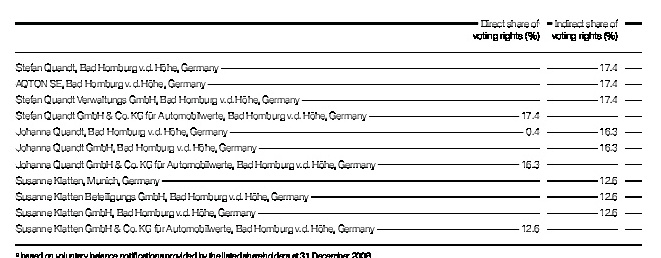 Direct share of Indirect share of
voting rights (%) voting rights (%)
Stefan Quandt, Bad Homburg v.d. Höhe, Germany 17.4
AQTON SE, Bad Homburg v.d. Höhe, Germany 17.4
Stefan Quandt Verwaltungs GmbH, Bad Homburg v.d. Höhe, Germany 17.4
Stefan Quandt GmbH & Co. KG für Automobilwerte, Bad Homburg v.d. Höhe, Germany 17.4
Johanna Quandt, Bad Homburg v.d. Höhe, Germany 0.4 16.3
Johanna Quandt GmbH, Bad Homburg v.d. Höhe, Germany 16.3
Johanna Quandt GmbH & Co. KG für Automobilwerte, Bad Homburg v.d. Höhe, Germany 16.3
Susanne Klatten, Munich, Germany 12.6
Susanne Klatten Beteiligungs GmbH, Bad Homburg v.d. Höhe, Germany 12.6
Susanne Klatten GmbH, Bad Homburg v.d. Höhe, Germany 12.6
Susanne Klatten GmbH & Co. KG für Automobilwerte, Bad Homburg v.d. Höhe, Germany 12.6
* based on voluntary balance notifications provided by the listed shareholders at 31 December